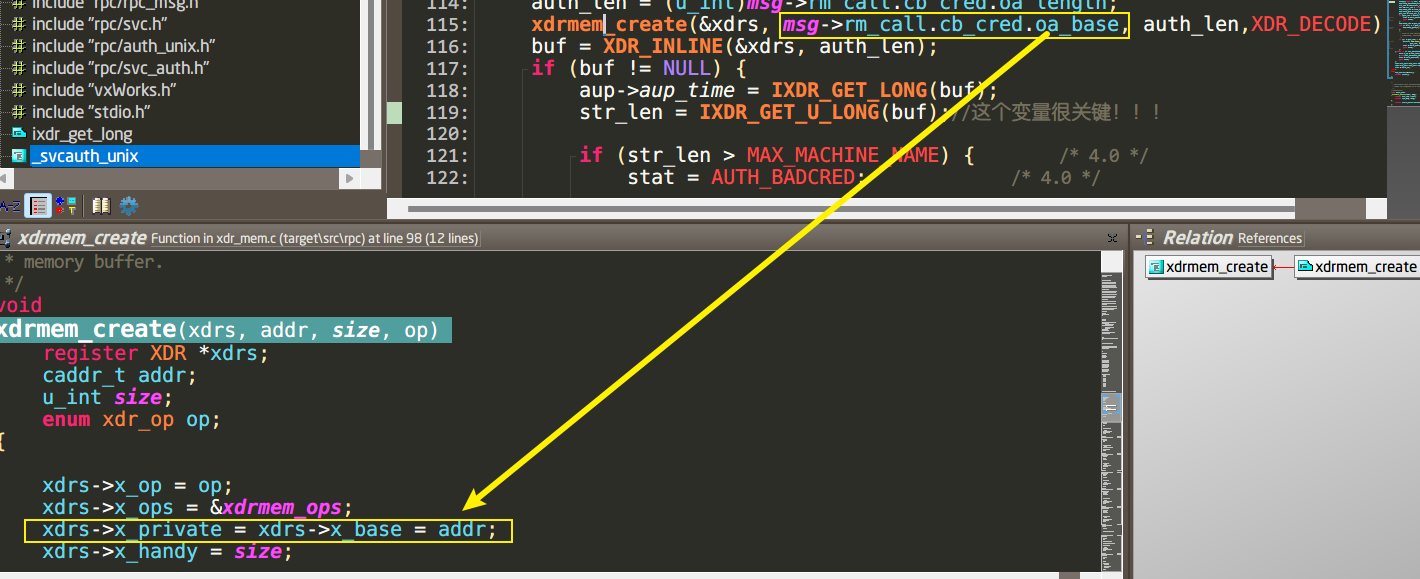 include "rpc/rpc_msg.h"
include "rpc/svc.h"
include "rpc/auth_unix.h"
include "rpc/svc_auth.h"
include "vxWorks.h"
include "stdio.h"
ixdr_get_long
_svcauth_unix
A-Z
114: auth_len = (u_int)msg->rm_call.cb_cred.oa_length;
115: xdrmem_create(&xdrs, msg->rm_call.cb_cred.oa_base, auth_len,XDR_DECODE)
116: buf = XDR_INLINE(&xdrs, auth_len);
117: if (buf != NULL) {
118: aup->aup_time = IXDR_GET_LONG(buf);
119: str_len = IXDR_GET_U_LONG(buf);//这个变量很关键！！！
120:
121: if (str_len > MAX_MACHINE_NAME) { /* 4.0 */
122: stat = AUTH_BADCRED; /* 4.0 */
xdrmem_create Function in xdr_mem.c (target\src\rpc) at line 98 (12 lines)
* memory buffer.
*/
void
xdrmem_create(xdrs, addr, size, op)
register XDR *xdrs;
caddr_t addr;
u_int size;
enum xdr_op op;
{
xdrs->x_op = op;
xdrs->x_ops = &xdrmem_ops;
xdrs->x_private = xdrs->x_base = addr;
xdrs->x_handy = size;
Relation References
xdrmem_create xdrmem_create